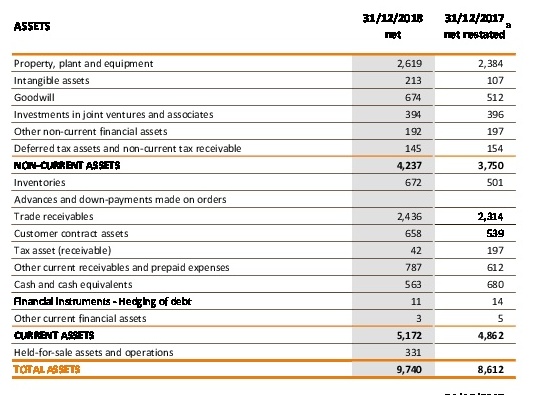 ASSETS 31/12/2018 net 31/12/2017 net restated a
Property, plant and equipment 2,619 2,384
Intangible assets 213 107
Goodwill 674 512
Investments in joint ventures and associates 394 396
Other non-current financial assets 192 197
Deferred tax assets and non-current tax receivable 145 154
NON-CURRENT ASSETS 4,237 3,750
Inventories 672 501
Advances and down-payments made on orders
Trade receivables 2,436 2,314
Customer contract assets 658 539
Tax asset (receivable) 42 197
Other current receivables and prepaid expenses 787 612
Cash and cash equivalents 563 680
Financial instruments - Hedging of debt 11 14
Other current financial assets 3 5
CURRENT ASSETS 5,172 4,862
Held-for-sale assets and operations 331
TOTAL ASSETS 9,740 8,612